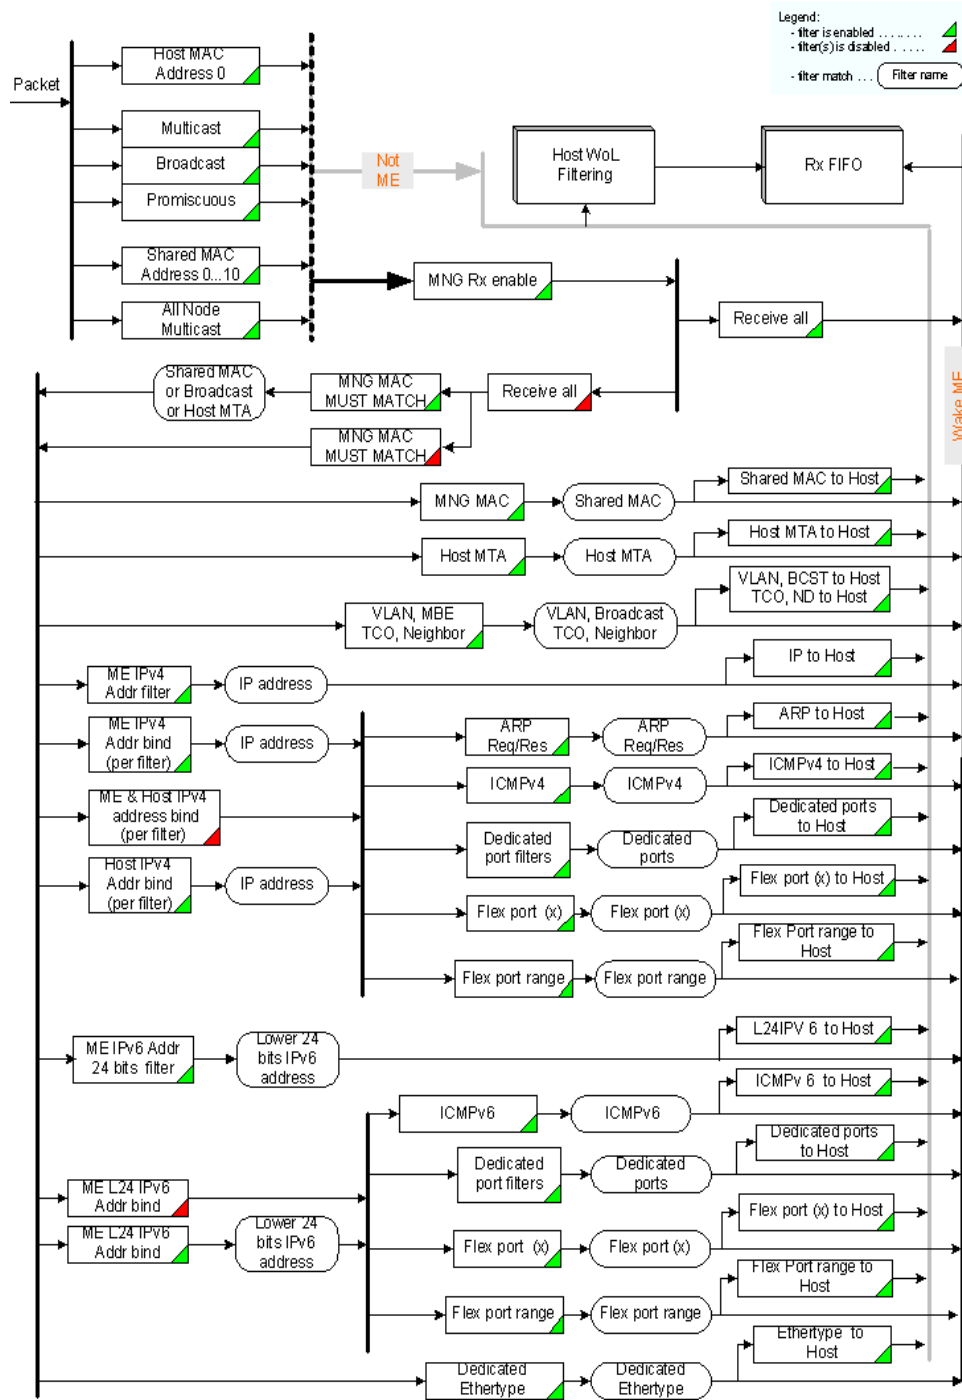 Legend:
- filter is enabled . . . . . . . .
- filter(s) is disabled . . . . .
- filter match . . . Filter name
Packet
Host MAC
Address 0
Multicast
Broadcast
Promiscuous
Shared MAC
Address 0...10
All Node
Multicast
Not
ME
Host WoL
Filtering
Rx FIFO
MNG Rx enable
Receive all
Wake ME
Shared MAC
or Broadcast
or Host MTA
MNG MAC
MUST MATCH
Receive all
MNG MAC
MUST MATCH
MNG MAC
Shared MAC
Shared MAC to Host
Host MTA
Host MTA
Host MTA to Host
VLAN, MBE
TCO, Neighbor
VLAN, Broadcast
TCO, Neighbor
VLAN, BCST to Host
TCO, ND to Host
ME IPv4
Addr filter
IP address
IP to Host
ME IPv4
Addr bind
(per filter)
IP address
ARP
Req/Res
ARP
Req/Res
ARP to Host
ICMPv4
ICMPv4
ICMPv4 to Host
ME & Host IPv4
address bind
(per filter)
Dedicated
port filters
Dedicated
ports
Dedicated ports
to Host
Host IPv4
Addr bind
(per filter)
IP address
Flex port (x)
Flex port (x)
Flex port (x) to Host
Flex port range
Flex port range
Flex Port range to
Host
ME IPv6 Addr
24 bits filter
Lower 24
bits IPv6
address
L24IPV 6 to Host
ICMPv6
ICMPv6
ICMPv 6 to Host
Dedicated
port filters
Dedicated
ports
Dedicated ports
to Host
ME L24 IPv6
Addr bind
ME L24 IPv6
Addr bind
Lower 24
bits IPv6
address
Flex port (x)
Flex port (x)
Flex port (x) to Host
Flex port range
Flex port range
Flex Port range to
Host
Dedicated
Ethertype
Dedicated
Ethertype
Ethertype to
Host